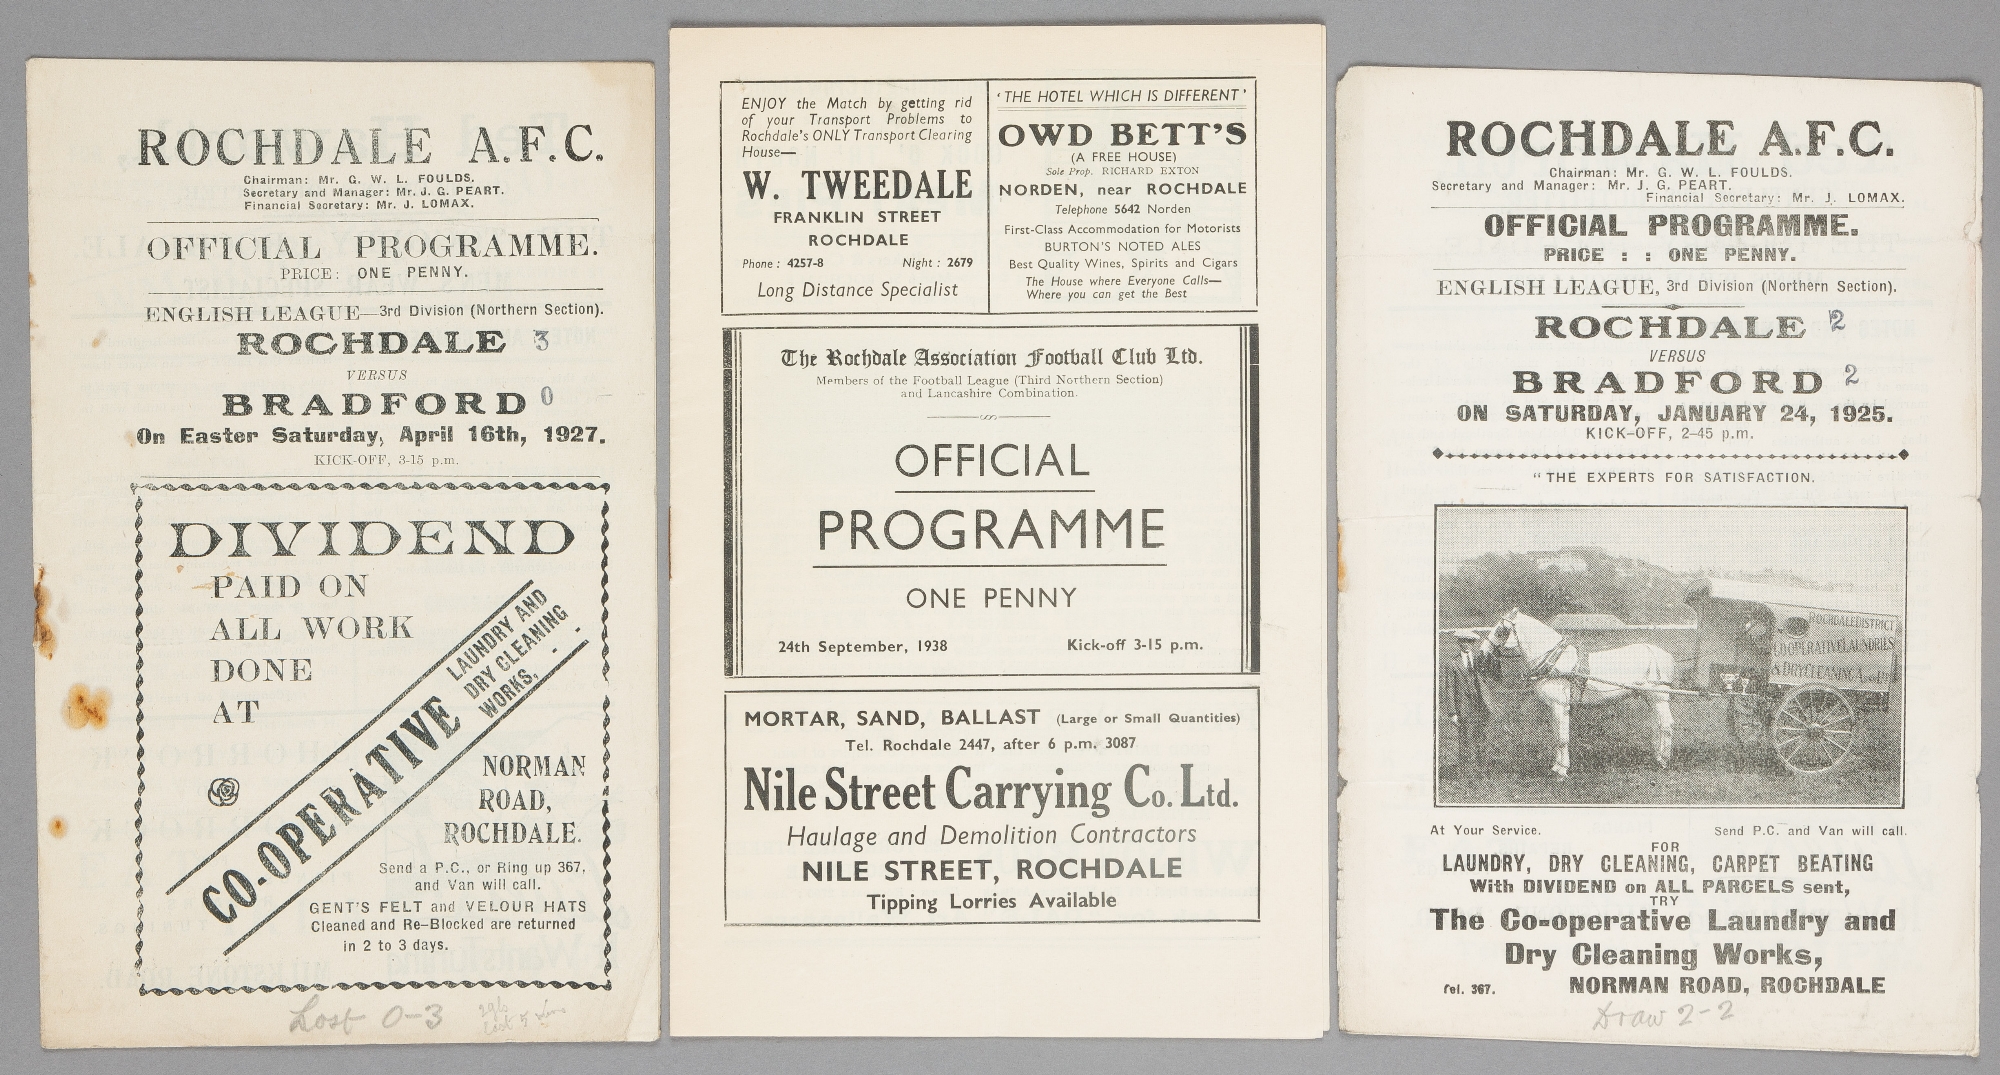 ROCHDALE A.F.C.
Chairman: Mr. G. W. L. FOULDS.
Secretary and Manager: Mr. J. G. PEART.
Financial Secretary: Mr. J. LOMAX.
OFFICIAL PROGRAMME.
PRICE: ONE PENNY.
ENGLISH LEAGUE—3rd Division (Northern Section).
ROCHDALE 3
VERSUS
BRADFORD 0
On Easter Saturday, April 16th, 1927.
KICK-OFF, 3-15 p.m.
DIVIDEND
PAID ON
ALL WORK
DONE
AT
CO-OPERATIVE
LAUNDRY AND
DRY CLEANING
WORKS,
NORMAN
ROAD,
ROCHDALE.
Send a P.C., or Ring up 367,
and Van will call.
GENT'S FELT and VELOUR HATS
Cleaned and Re-Blocked are returned
in 2 to 3 days.
Lost 0-3
ENJOY the Match by getting rid
of your Transport Problems to
Rochdale's ONLY Transport Clearing
House—
W. TWEEDALE
FRANKLIN STREET
ROCHDALE
Phone : 4257-8 Night : 2679
Long Distance Specialist
'THE HOTEL WHICH IS DIFFERENT'
OWD BETT'S
(A FREE HOUSE)
Sole Prop. RICHARD EXTON
NORDEN, near ROCHDALE
Telephone 5642 Norden
First-Class Accommodation for Motorists
BURTON'S NOTED ALES
Best Quality Wines, Spirits and Cigars
The House where Everyone Calls—
Where you can get the Best
The Rochdale Association Football Club Ltd.
Members of the Football League (Third Northern Section)
and Lancashire Combination.
OFFICIAL
PROGRAMME
ONE PENNY
24th September, 1938 Kick-off 3-15 p.m.
MORTAR, SAND, BALLAST (Large or Small Quantities)
Tel. Rochdale 2447, after 6 p.m. 3087
Nile Street Carrying Co. Ltd.
Haulage and Demolition Contractors
NILE STREET, ROCHDALE
Tipping Lorries Available
ROCHDALE A.F.C.
Chairman: Mr. G. W. L. FOULDS.
Secretary and Manager: Mr. J. G. PEART.
Financial Secretary: Mr. J. LOMAX.
OFFICIAL PROGRAMME.
PRICE : : ONE PENNY.
ENGLISH LEAGUE, 3rd Division (Northern Section).
ROCHDALE 2
VERSUS
BRADFORD 2
ON SATURDAY, JANUARY 24, 1925.
KICK-OFF, 2-45 p.m.
"THE EXPERTS FOR SATISFACTION.
ROCHDALE DISTRICT
CO-OPERATIVE LAUNDRIES
& DRY CLEANING
At Your Service. Send P.C. and Van will call.
FOR
LAUNDRY, DRY CLEANING, CARPET BEATING
With DIVIDEND on ALL PARCELS sent,
TRY
The Co-operative Laundry and
Dry Cleaning Works,
Tel. 367. NORMAN ROAD, ROCHDALE
Draw 2-2